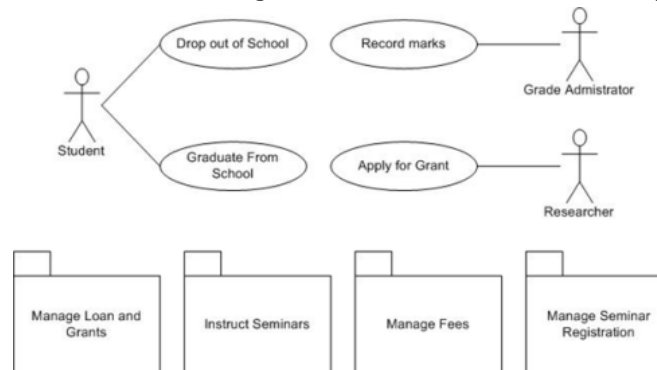 Drop out of School
Record marks
Grade Admistrator
Student
Graduate From
School
Apply for Grant
Researcher
Manage Loan and
Grants
Instruct Seminars
Manage Fees
Manage Seminar
Registration